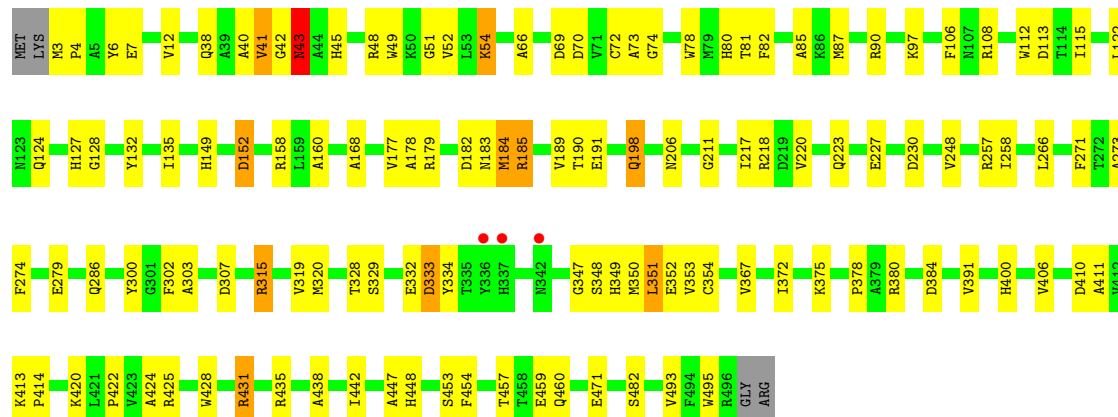 MET LYS M3 P4 A5 Y6 E7 V12 Q38 A39 A40 V41 G42 N43 A44 H45 R48 W49 K50 G51 V52 L53 K54 A66 D69 D70 V71 C72 A73 G74 W78 M79 H80 T81 F82 A85 K86 M87 R90 K97 F106 N107 R108 W112 D113 T114 I115
N123 Q124 H127 G128 Y132 I135 H149 D152 R158 L159 A160 A168 V177 A178 R179 D182 N183 M184 R185 V189 T190 E191 Q198 N206 G211 I217 R218 D219 V220 Q223 E227 D230 V248 R257 I258 L266 F271 T272 A273
F274 E279 Q286 Y300 G301 F302 A303 D307 R315 V319 M320 T328 S329 E332 D333 Y334 T335 Y336 H337 N342 G347 S348 H349 M350 L351 E352 V353 C354 V367 I372 K375 P378 A379 R380 D384 V391 H400 V406 D410 A411
K413 P414 K420 L421 P422 V423 A424 R425 W428 R431 R435 A438 I442 A447 H448 S453 F454 T457 T458 E459 Q460 E471 S482 V493 F494 W495 R496 GLY ARG